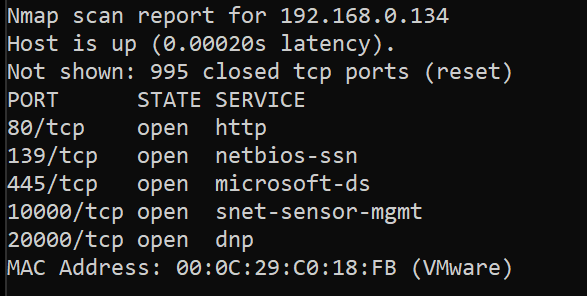 Nmap scan report for 192.168.0.134
Host is up (0.00020s latency).
Not shown: 995 closed tcp ports (reset)
PORT      STATE SERVICE
80/tcp    open  http
139/tcp   open  netbios-ssn
445/tcp   open  microsoft-ds
10000/tcp open  snet-sensor-mgmt
20000/tcp open  dnp
MAC Address: 00:0C:29:C0:18:FB (VMware)